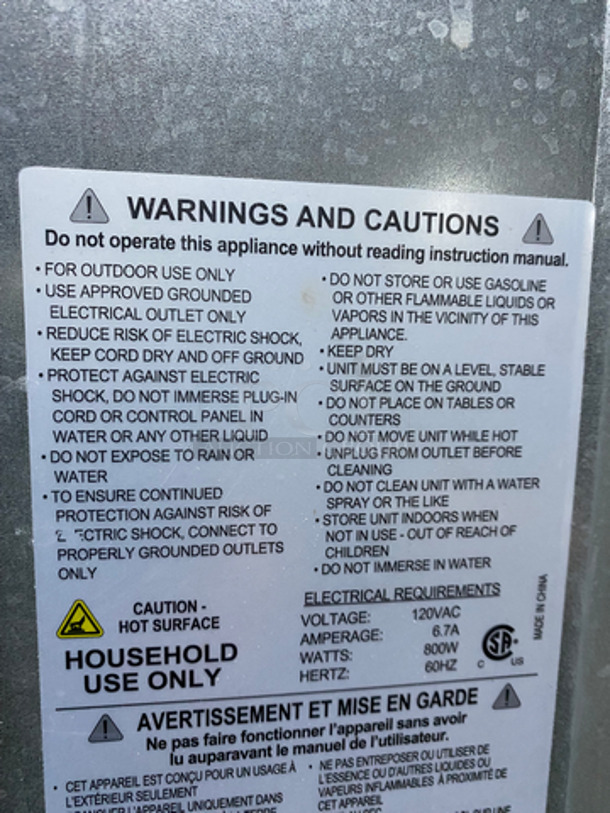 WARNINGS AND CAUTIONS
Do not operate this appliance without reading instruction manual.
• FOR OUTDOOR USE ONLY
• USE APPROVED GROUNDED
ELECTRICAL OUTLET ONLY
• REDUCE RISK OF ELECTRIC SHOCK,
KEEP CORD DRY AND OFF GROUND
• PROTECT AGAINST ELECTRIC
SHOCK, DO NOT IMMERSE PLUG-IN
CORD OR CONTROL PANEL IN
WATER OR ANY OTHER LIQUID
• DO NOT EXPOSE TO RAIN OR
WATER
• TO ENSURE CONTINUED
PROTECTION AGAINST RISK OF
SHOCK, CONNECT TO
PROPERLY GROUNDED OUTLETS
ONLY
• DO NOT STORE OR USE GASOLINE
OR OTHER FLAMMABLE LIQUIDS OR
VAPORS IN THE VICINITY OF THIS
APPLIANCE.
• KEEP DRY
• UNIT MUST BE ON A LEVEL, STABLE
SURFACE ON THE GROUND
• DO NOT PLACE ON TABLES OR
COUNTERS
• DO NOT MOVE UNIT WHILE HOT
• UNPLUG FROM OUTLET BEFORE
CLEANING
• DO NOT CLEAN UNIT WITH A WATER
SPRAY OR THE LIKE
• STORE UNIT INDOORS WHEN
NOT IN USE - OUT OF REACH OF
CHILDREN
• DO NOT IMMERSE IN WATER
CAUTION -
HOT SURFACE
HOUSEHOLD
USE ONLY
ELECTRICAL REQUIREMENTS
VOLTAGE: 120VAC
AMPERAGE: 6.7A
WATTS: 800W
HERTZ: 60HZ
C US
MADE IN CHINA
AVERTISSEMENT ET MISE EN GARDE
Ne pas faire fonctionner l'appareil sans avoir
lu auparavant le manuel de l'utilisateur.
• CET APPAREIL EST CONÇU POUR UN USAGE À
L'EXTÉRIEUR SEULEMENT
L'APPAREIL UNIQUEMENT DANS
• NE PAS ENTREPOSER OU UTILISER DE
L'ESSENCE OU D'AUTRES LIQUIDES OU
VAPEURS INFLAMMABLES À PROXIMITÉ DE
CET APPAREIL